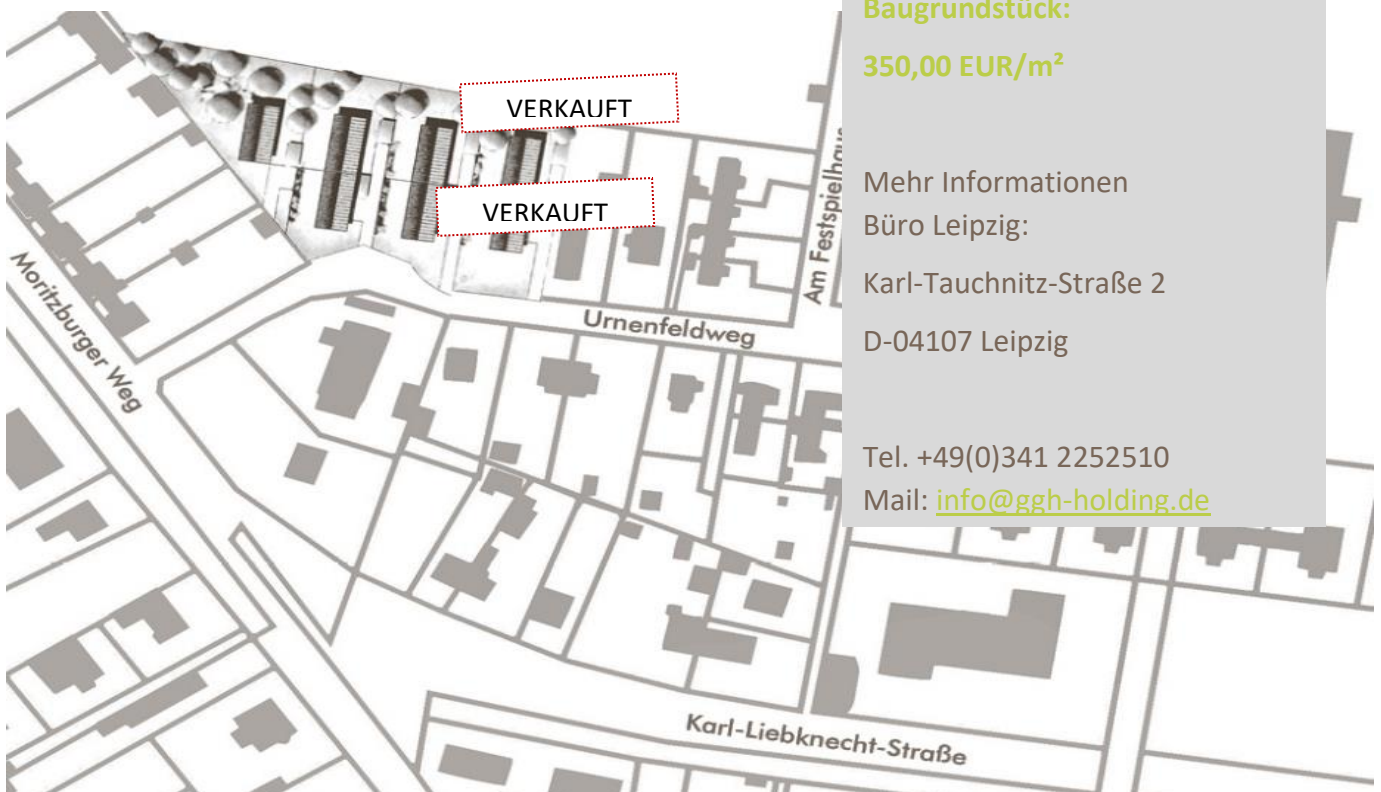 Baugrundstück:
350,00 EUR/m²
VERKAUFT
VERKAUFT
Mehr Informationen
Büro Leipzig:
Karl-Tauchnitz-Straße 2
D-04107 Leipzig
Tel. +49(0)341 2252510
Mail: info@ggh-holding.de
Am Festspielhaus
Moritzburger Weg
Urnenfeldweg
Karl-Liebknecht-Straße